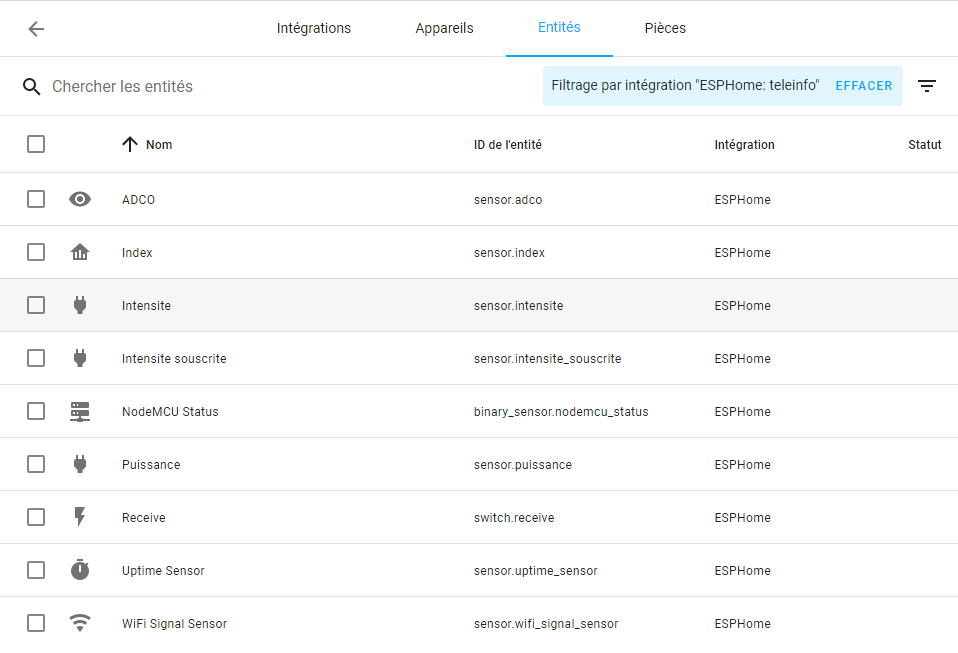 Intégrations Appareils Entités Pièces
Chercher les entités Filtrage par intégration "ESPHome: teleinfo" EFFACER
Nom ID de l'entité Intégration Statut
ADCO sensor.adco ESPHome
Index sensor.index ESPHome
Intensite sensor.intensite ESPHome
Intensite souscrite sensor.intensite_souscrite ESPHome
NodeMCU Status binary_sensor.nodemcu_status ESPHome
Puissance sensor.puissance ESPHome
Receive switch.receive ESPHome
Uptime Sensor sensor.uptime_sensor ESPHome
WiFi Signal Sensor sensor.wifi_signal_sensor ESPHome